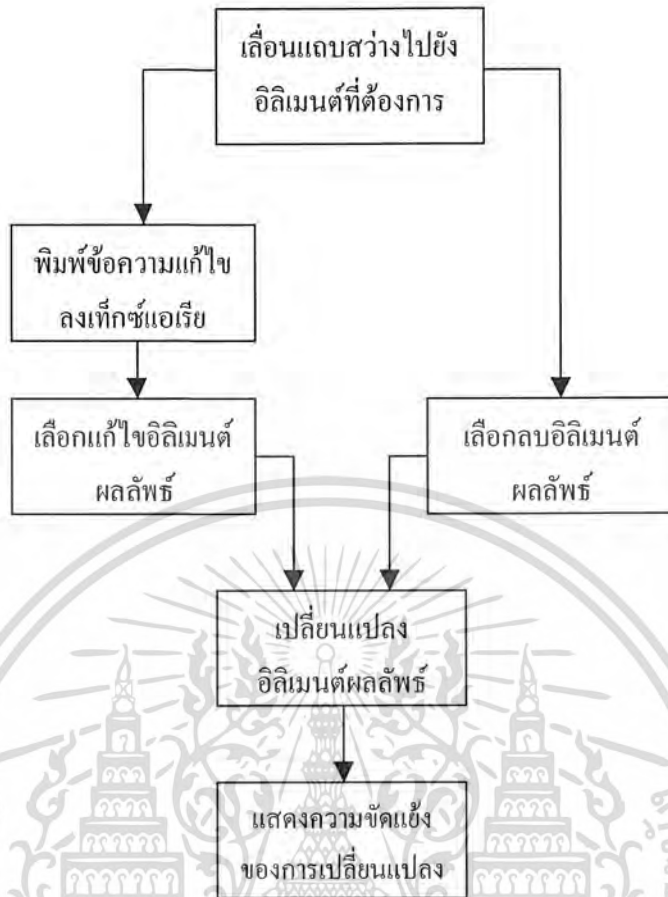 เลื่อนแถบสว่างไปยัง
อิลิเมนต์ที่ต้องการ
พิมพ์ข้อความแก้ไข
ลงเท็กซ์แอเรีย
เลือกแก้ไขอิลิเมนต์
ผลลัพธ์
เลือกลบอิลิเมนต์
ผลลัพธ์
เปลี่ยนแปลง
อิลิเมนต์ผลลัพธ์
แสดงความขัดแย้ง
ของการเปลี่ยนแปลง